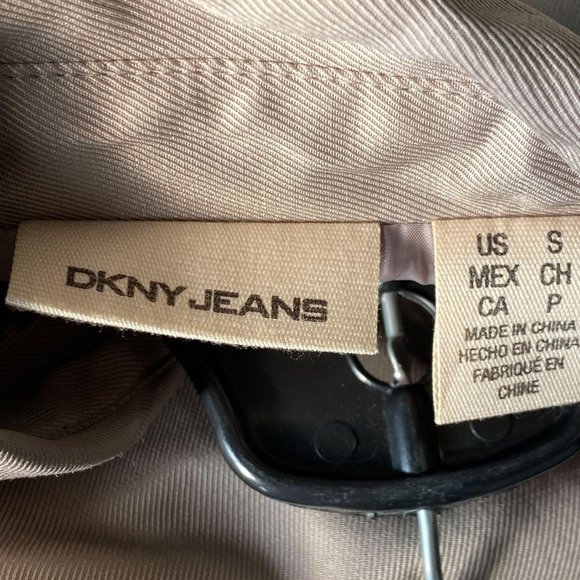 DKNY JEANS
US S
MEX CH
CA P
MADE IN CHINA
HECHO EN CHINA
FABRIQUÉ EN
CHINE